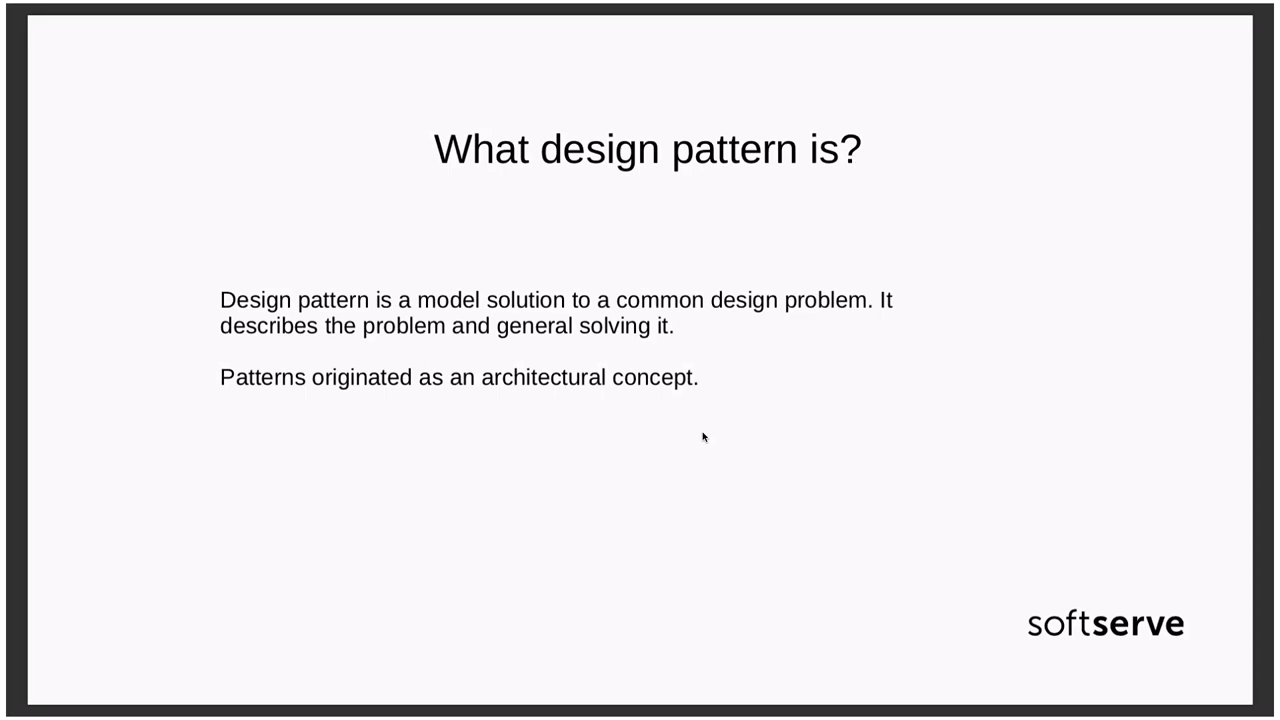 What design pattern is?
Design pattern is a model solution to a common design problem. It
describes the problem and general solving it.
Patterns originated as an architectural concept.
softserve